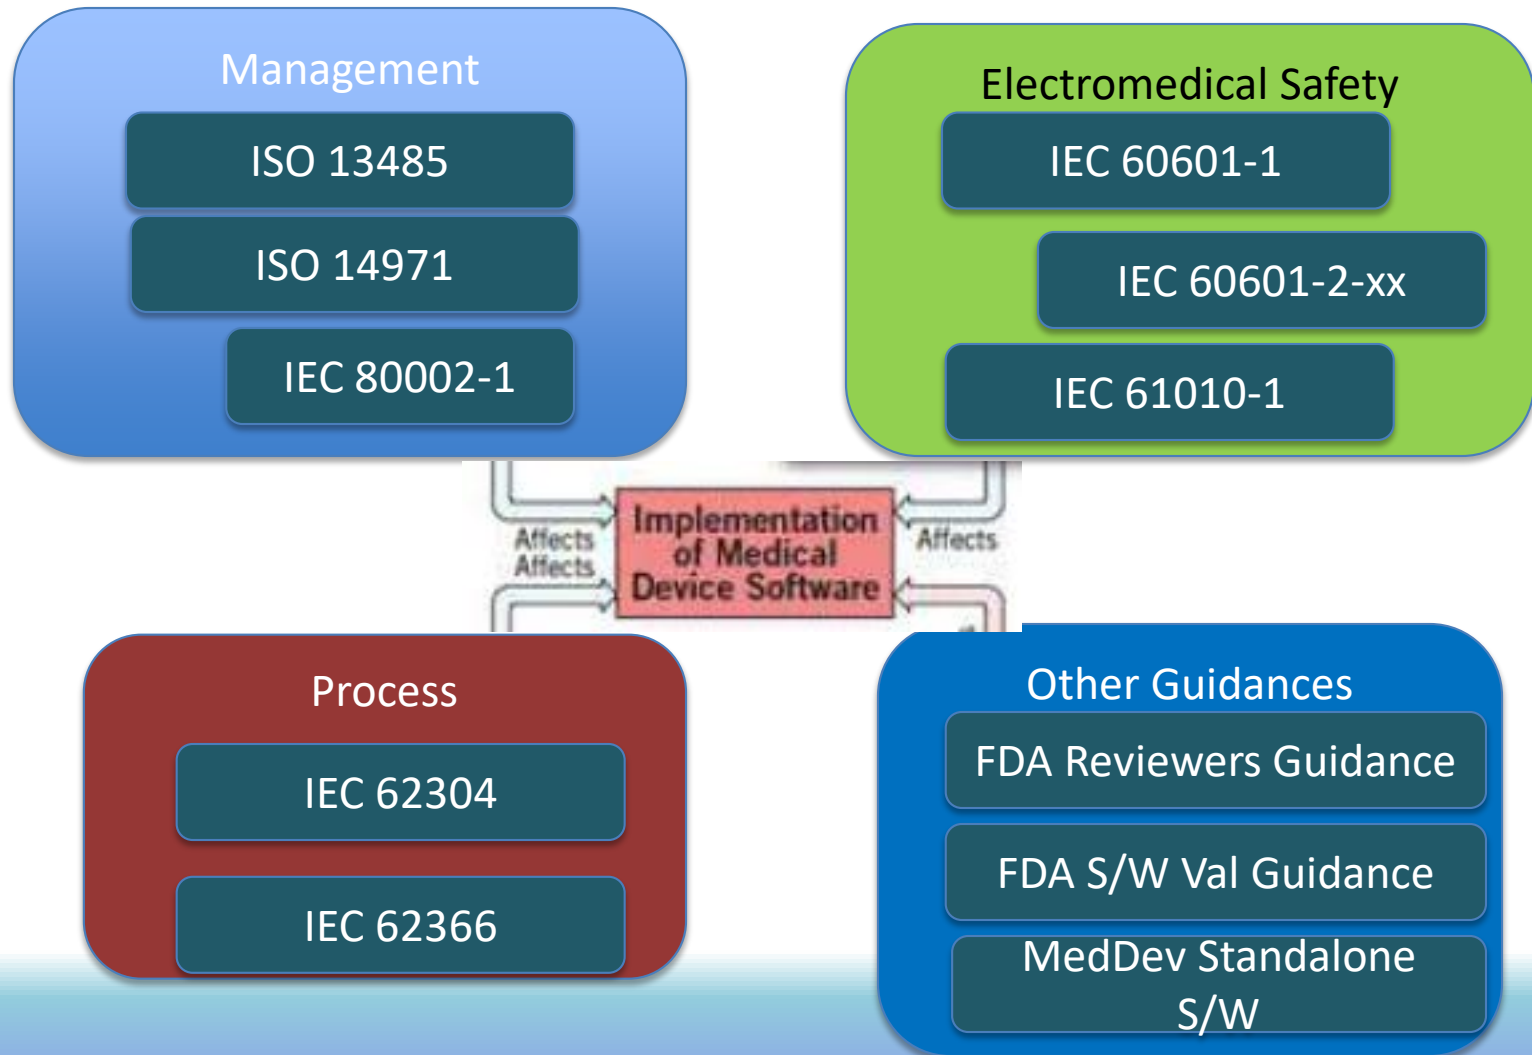 Management
ISO 13485
ISO 14971
IEC 80002-1
Electromedical Safety
IEC 60601-1
IEC 60601-2-xx
IEC 61010-1
Affects
Affects
Implementation
of Medical
Device Software
Affects
Process
IEC 62304
IEC 62366
Other Guidances
FDA Reviewers Guidance
FDA S/W Val Guidance
MedDev Standalone
S/W